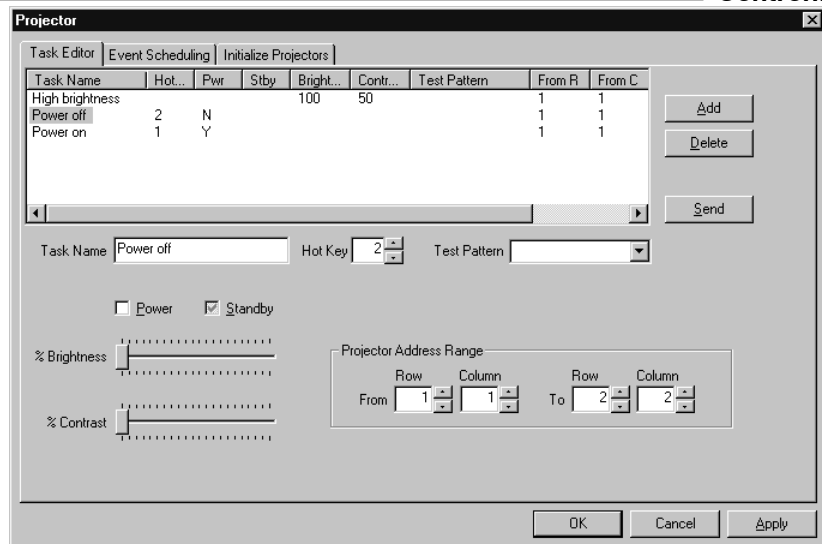 Projector
Task Editor Event Scheduling Initialize Projectors
Task Name Hot... Pwr Stby Bright... Contr... Test Pattern From R From C
High brightness 100 50 1 1
Power off 2 N 1 1
Power on 1 Y 1 1
Add
Delete
Send
Task Name Power off Hot Key 2 Test Pattern
Power Standby
% Brightness
% Contrast
Projector Address Range
Row Column Row Column
From 1 1 To 2 2
OK Cancel Apply